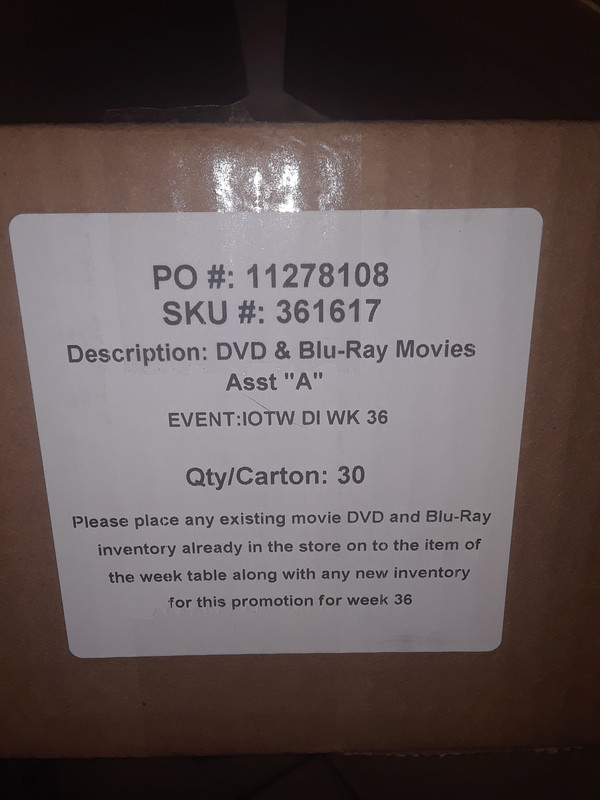 PO #: 11278108
SKU #: 361617
Description: DVD & Blu-Ray Movies
Asst "A"
EVENT:IOTW DI WK 36
Qty/Carton: 30
Please place any existing movie DVD and Blu-Ray
inventory already in the store on to the item of
the week table along with any new inventory
for this promotion for week 36